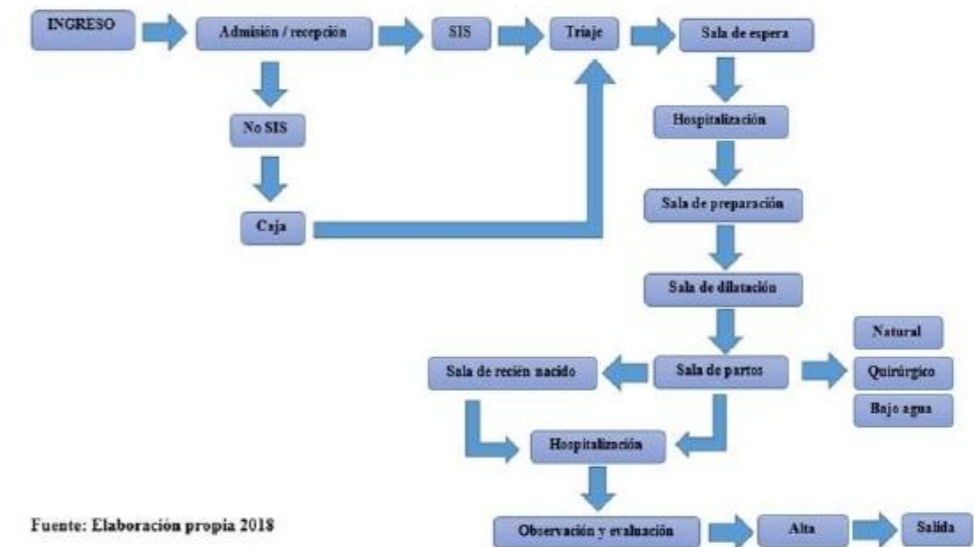 INGRESO
Admisión / recepción
SIS
Triaje
Sala de espera
No SIS
Caja
Hospitalización
Sala de preparación
Sala de dilatación
Sala de partos
Natural
Quirúrgico
Bajo agua
Sala de recién nacido
Hospitalización
Observación y evaluación
Alta
Salida
Fuente: Elaboración propia 2018